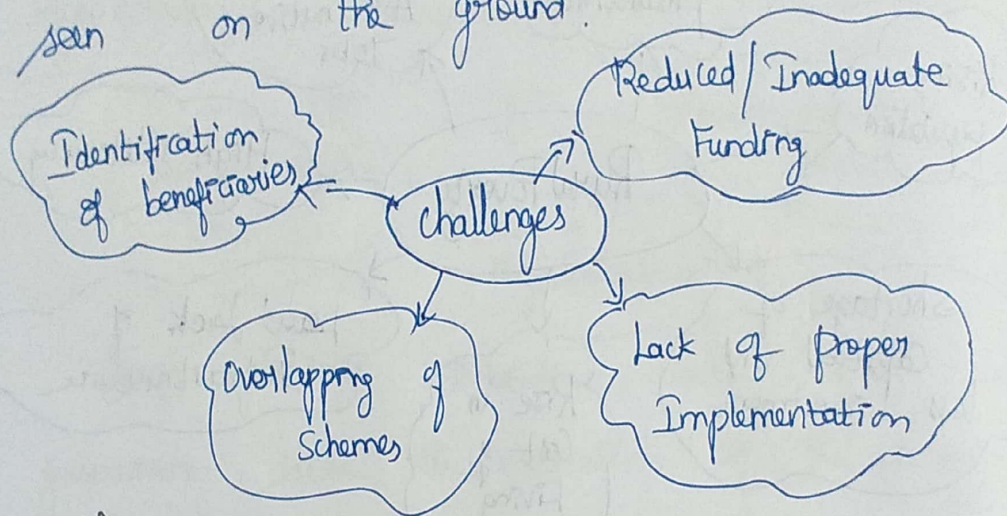 seen on the ground.
Reduced / Inadequate
Funding
Identification
of beneficiaries
Challenges
Overlapping of
Schemes
Lack of proper
Implementation